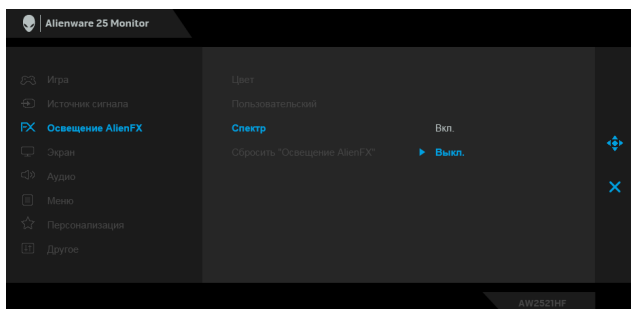 Alienware 25 Monitor
Игра
Источник сигнала
FX Освещение AlienFX
Экран
Аудио
Меню
Персонализация
Другое
Цвет
Пользовательский
Спектр Вкл.
Сбросить "Освещение AlienFX" Выкл.
AW2521HF